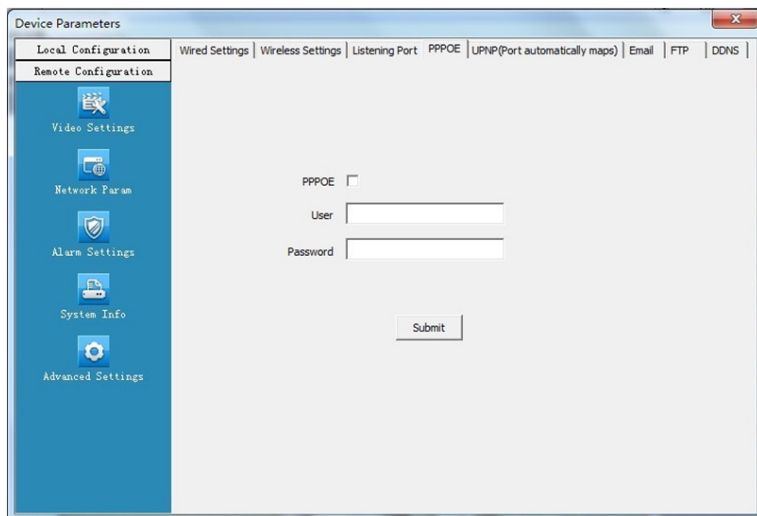 Device Parameters
Local Configuration
Remote Configuration
Video Settings
Network Param
Alarm Settings
System Info
Advanced Settings
Wired Settings Wireless Settings Listening Port PPPOE UPNP(Port automatically maps) Email FTP DDNS
PPPOE
User
Password
Submit